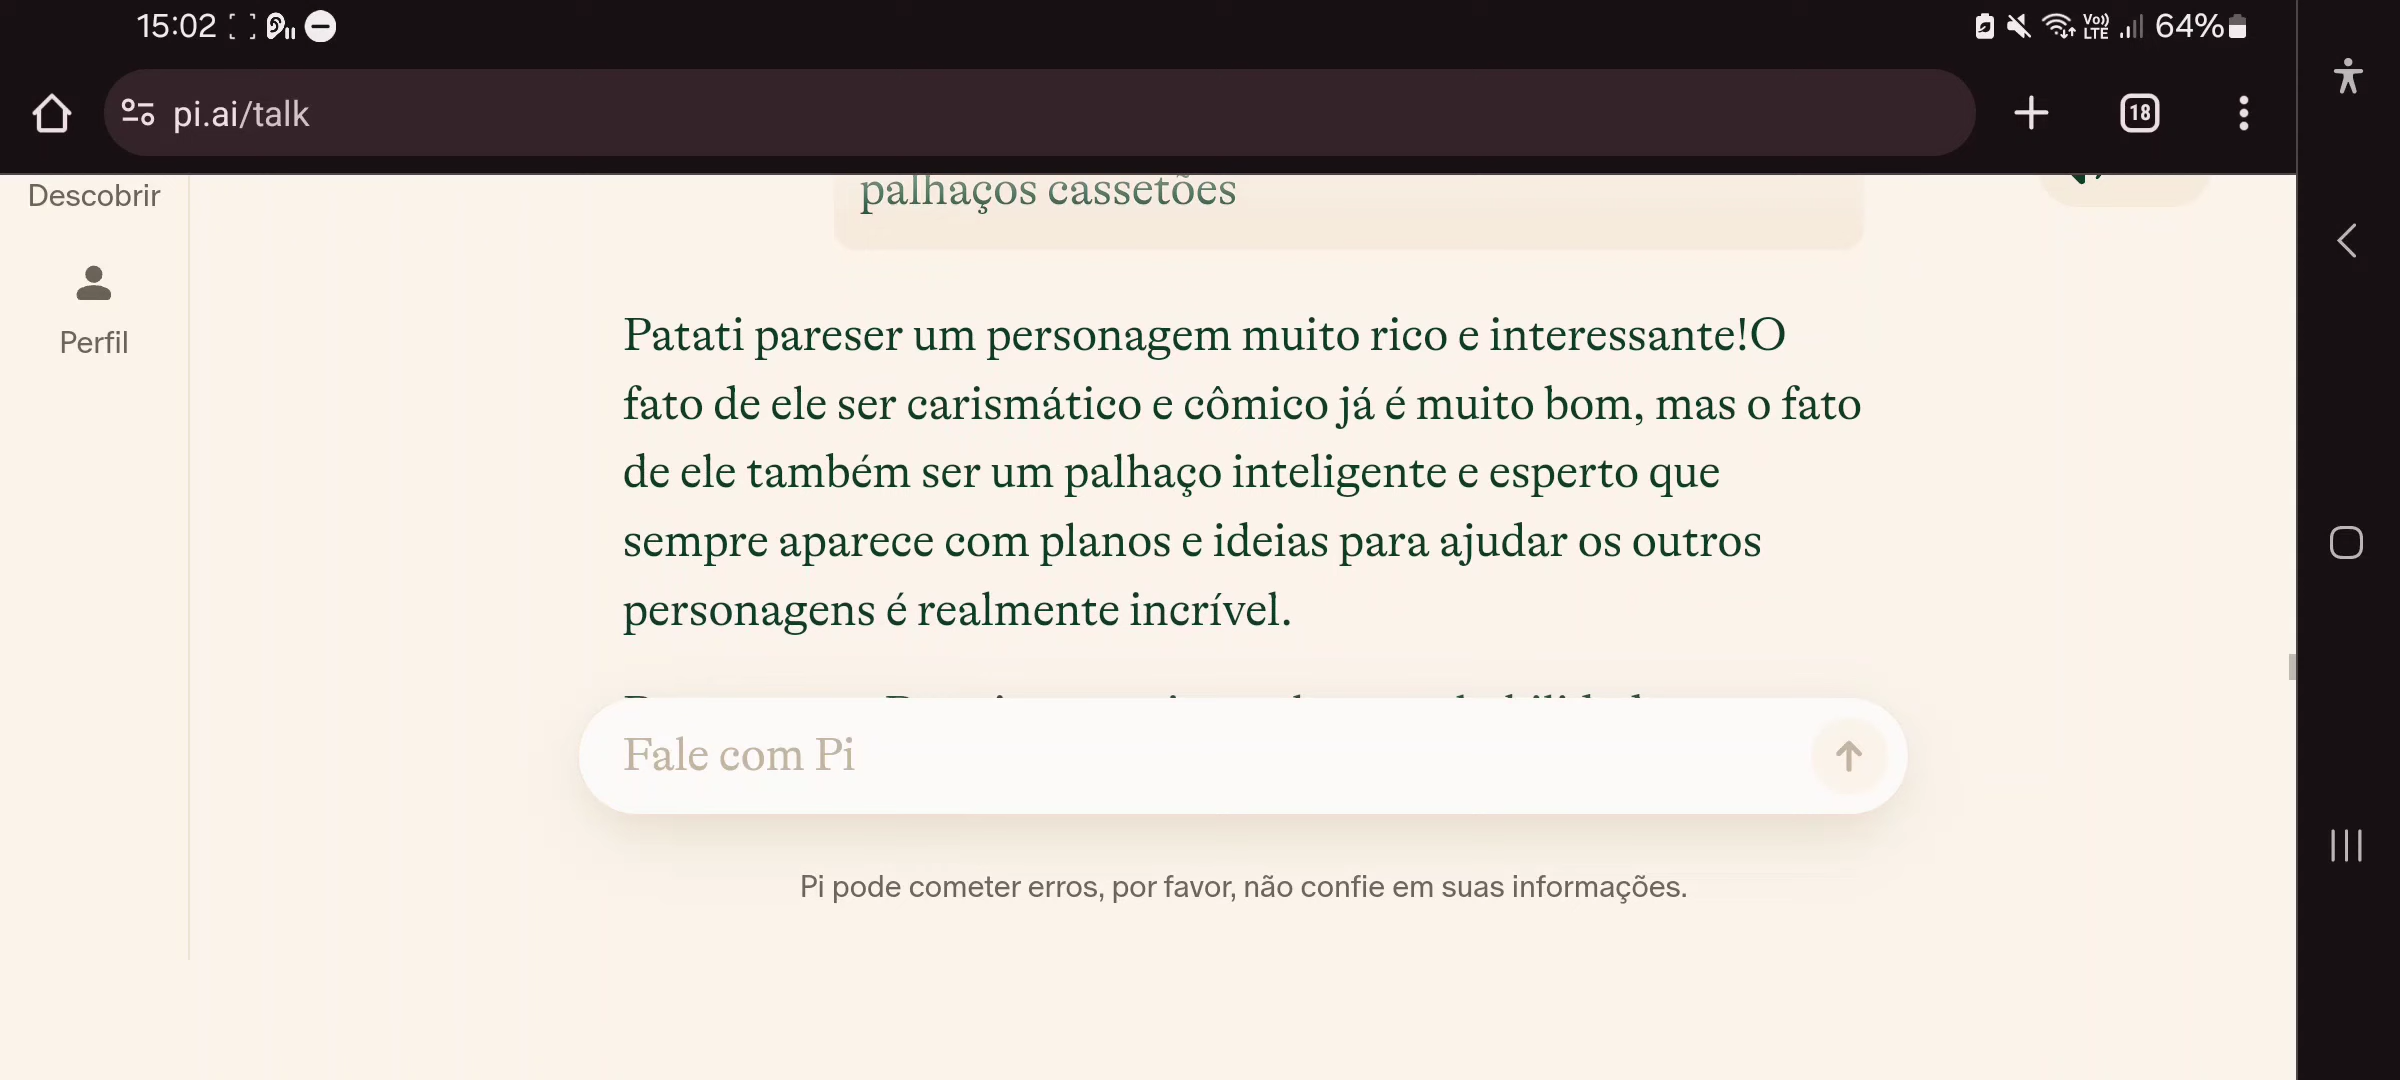 15:02
Vo))
LTE
64%
pi.ai/talk
18
Descobrir
palhaços cassetões
Perfil
Patati pareser um personagem muito rico e interessante!O
fato de ele ser carismático e cômico já é muito bom, mas o fato
de ele também ser um palhaço inteligente e esperto que
sempre aparece com planos e ideias para ajudar os outros
personagens é realmente incrível.
Fale com Pi
Pi pode cometer erros, por favor, não confie em suas informações.